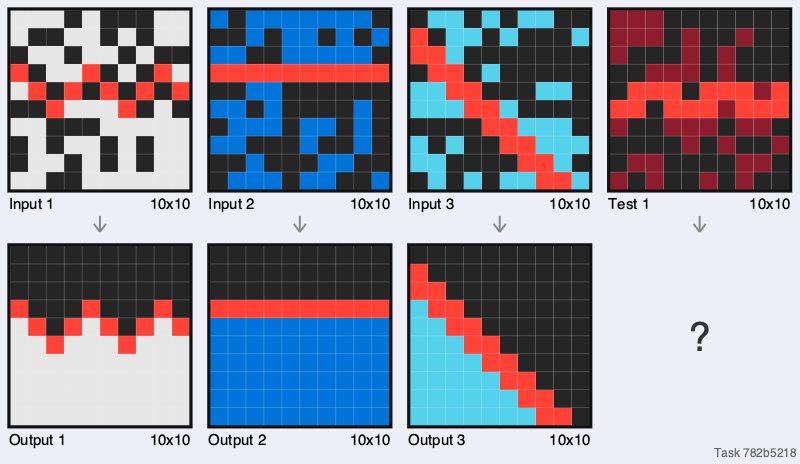 Input 1 10x10 Input 2 10x10 Input 3 10x10 Test 1 10x10
?
Output 1 10x10 Output 2 10x10 Output 3 10x10
Task 782b5218